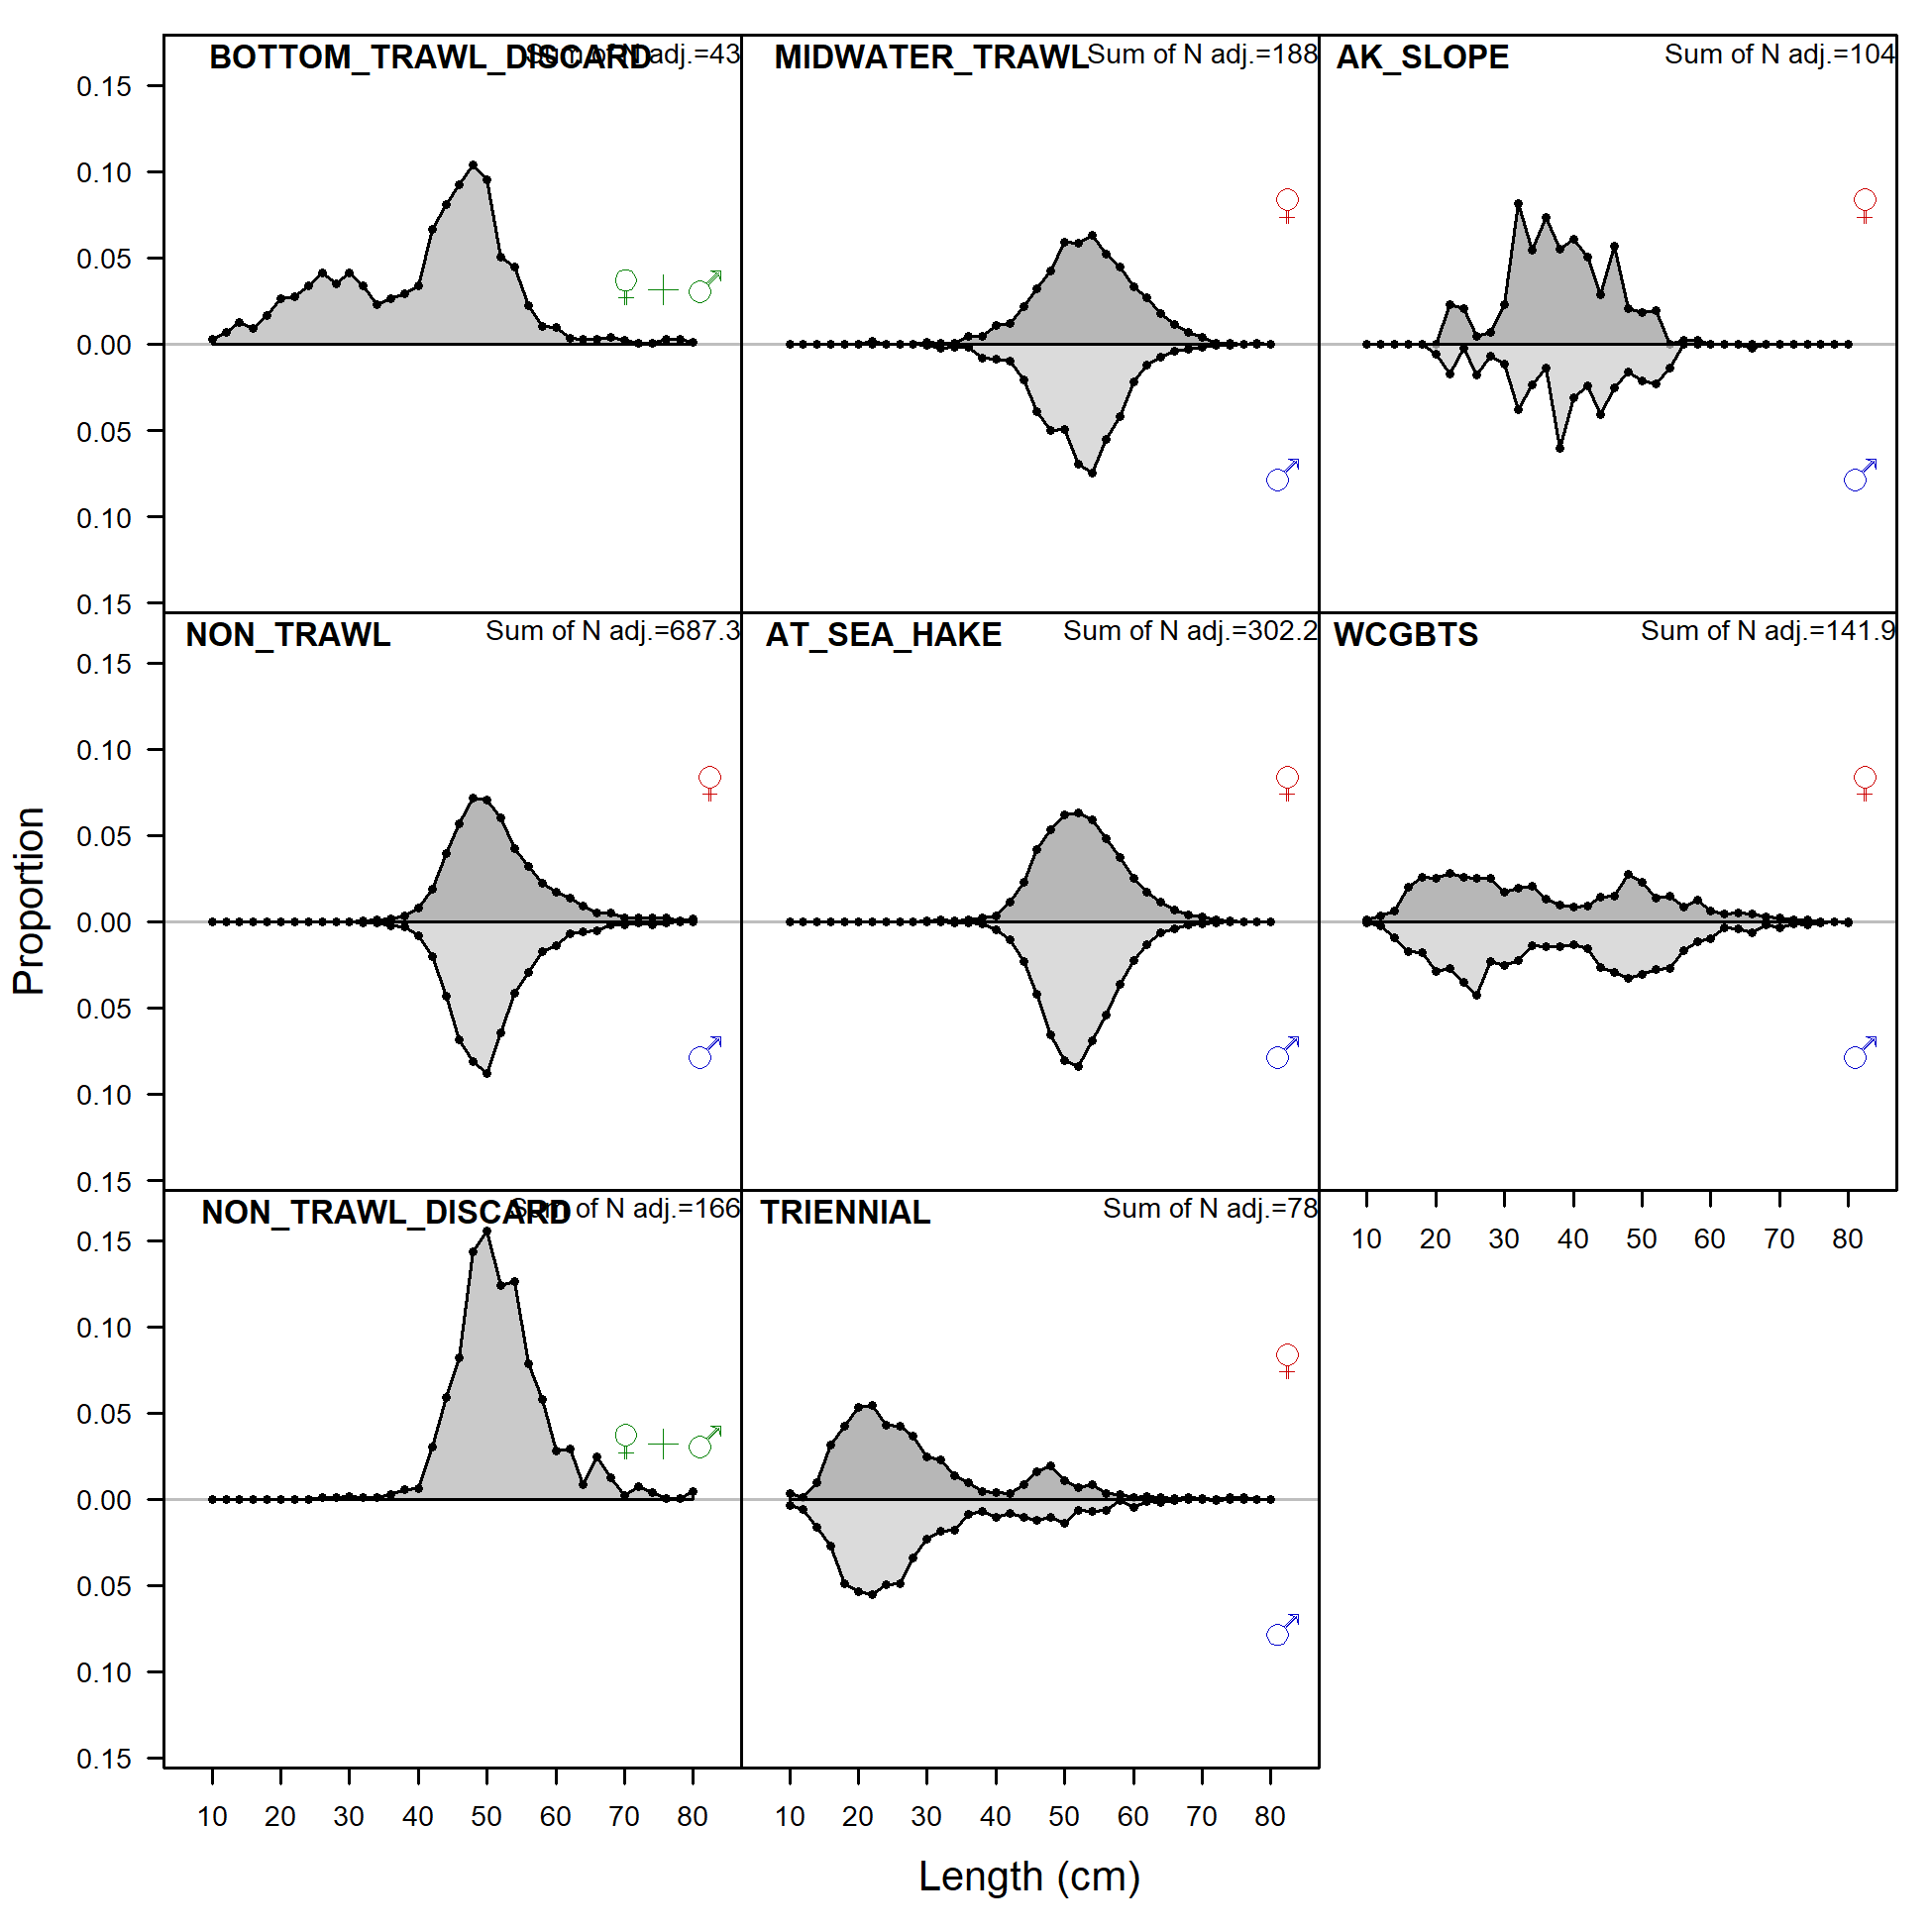 BOTTOM_TRAWL_DISCARD Sum of N adj.=43
MIDWATER_TRAWL Sum of N adj.=188
AK_SLOPE Sum of N adj.=104
0.15
0.10
0.05
0.00
0.05
0.10
0.15
♀+♂
♀
♂
♀
♂
NON_TRAWL Sum of N adj.=687.3
AT_SEA_HAKE Sum of N adj.=302.2
WCGBTS Sum of N adj.=141.9
0.15
0.10
0.05
0.00
0.05
0.10
0.15
♀
♂
♀
♂
♀
♂
Proportion
NON_TRAWL_DISCARD Sum of N adj.=166
TRIENNIAL Sum of N adj.=78
10 20 30 40 50 60 70 80
0.15
0.10
0.05
0.00
0.05
0.10
0.15
♀+♂
♀
♂
10 20 30 40 50 60 70 80
10 20 30 40 50 60 70 80
Length (cm)